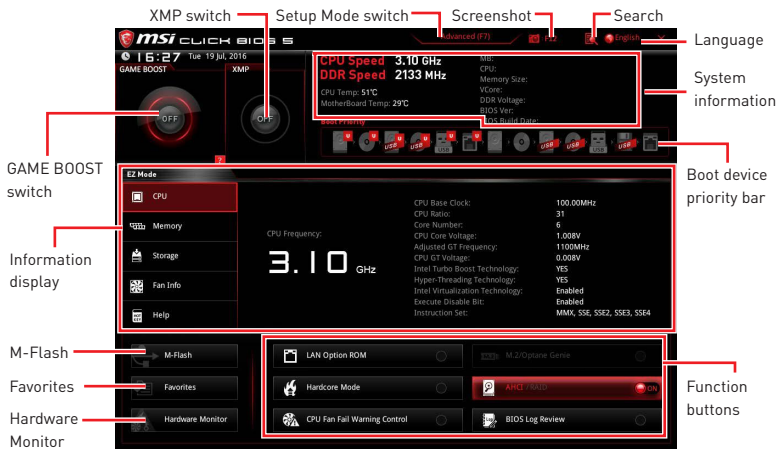 XMP switch Setup Mode switch Screenshot Search
msi CLICK BIOS 5
Advanced (F7) F12 English X
Language
16:27 Tue 19 Jul, 2016
GAME BOOST XMP
OFF OFF
CPU Speed 3.10 GHz
DDR Speed 2133 MHz
CPU Temp: 51°C
MotherBoard Temp: 29°C
MB:
CPU:
Memory Size:
VCore:
DDR Voltage:
BIOS Ver:
BIOS Build Date:
System
information
Boot Priority
U U U U U U
USB USB USB USB USB USB USB
GAME BOOST
switch
Boot device
priority bar
?
EZ Mode
CPU
Memory
Storage
Fan Info
Help
Information
display
CPU Frequency:
3.10 GHz
CPU Base Clock: 100.00MHz
CPU Ratio: 31
Core Number: 6
CPU Core Voltage: 1.008V
Adjusted GT Frequency: 1100MHz
CPU GT Voltage: 0.008V
Intel Turbo Boost Technology: YES
Hyper-Threading Technology: YES
Intel Virtualization Technology: Enabled
Execute Disable Bit: Enabled
Instruction Set: MMX, SSE, SSE2, SSE3, SSE4
M-Flash
Favorites
Hardware
Monitor
M-Flash
Favorites
Hardware Monitor
LAN Option ROM
M.2/Optane Genie
Hardcore Mode
AHCI /RAID ON
CPU Fan Fail Warning Control
BIOS Log Review
Function
buttons